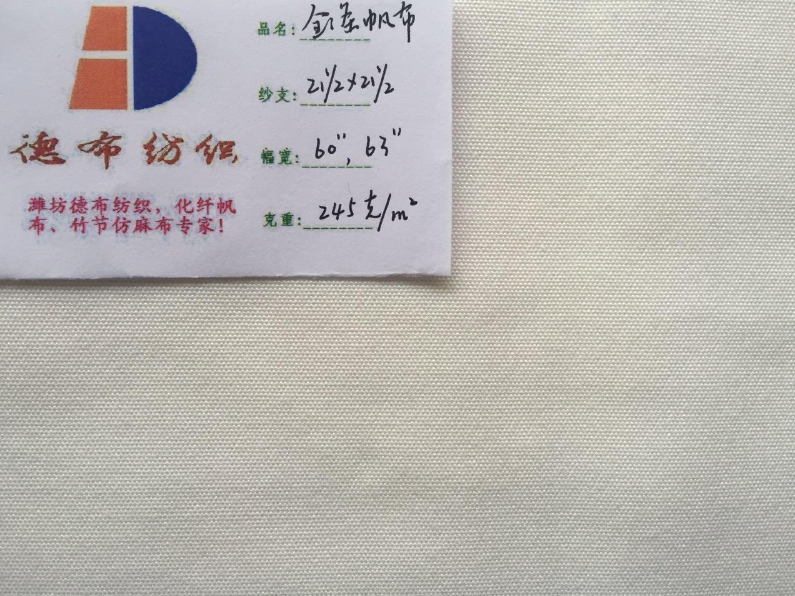 品名: 全涤帆布
纱支: 21/2×21/2
德布纺织
幅宽: 60", 63"
潍坊德布纺织，化纤帆
布、竹节仿麻布专家！
克重: 245克/m²